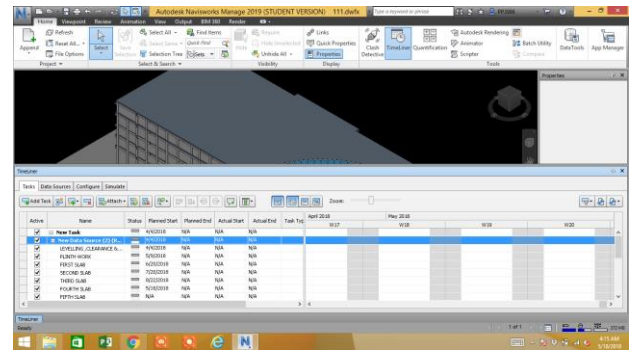 Autodesk Navisworks Manage 2019 (STUDENT VERSION) 111.dwfx
Type a keyword or phrase
Home Viewpoint Review Animation View Output BIM 360 Render
Append
Refresh
Reset All...
File Options
Project
Select
Save Selection
Select All
Select Same
Selection Tree
Find Items
Quick Find
Sets
Select & Search
Hide
Require
Hide Unselected
Unhide All
Visibility
Links
Quick Properties
Properties
Display
Clash Detective
TimeLiner
Quantification
Autodesk Rendering
Animator
Scripter
Batch Utility
Compare
Tools
DataTools
App Manager
Properties
TimeLiner
Tasks Data Sources Configure Simulate
Add Task Attach Zoom:
Active Name Status Planned Start Planned End Actual Start Actual End Task Typ
April 2018 May 2018
W17 W18 W19 W20
New Task 4/4/2018 N/A N/A N/A
New Data Source (2) 4/4/2018 N/A N/A N/A
LEVELLING ,CLEARANCE &... 4/4/2018 N/A N/A N/A
PLINTH WORK 5/9/2018 N/A N/A N/A
FIRST SLAB 6/20/2018 N/A N/A N/A
SECOND SLAB 7/20/2018 N/A N/A N/A
THIRD SLAB 8/22/2018 N/A N/A N/A
FOURTH SLAB 9/18/2018 N/A N/A N/A
FIFTH SLAB N/A N/A N/A N/A
TimeLiner
Ready
1 of 1
4:15 AM
5/18/2018